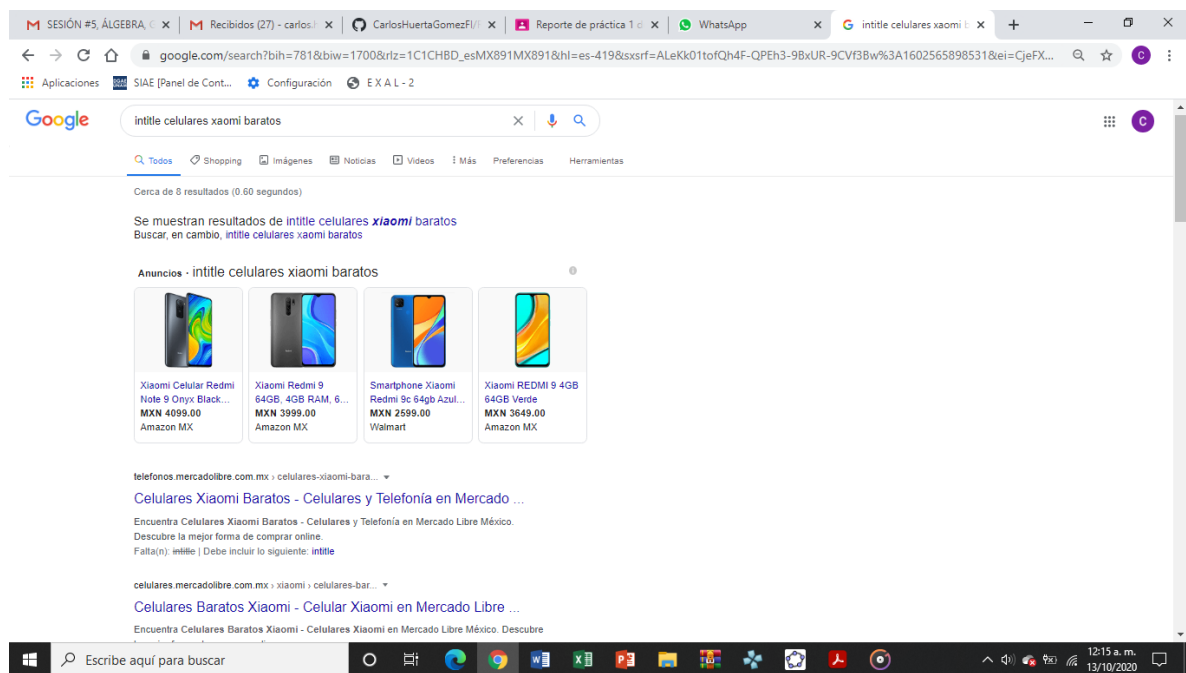 SESIÓN #5, ÁLGEBRA, G
Recibidos (27) - carlos.h
CarlosHuertaGomezFI/
Reporte de práctica 1 d
WhatsApp
intitle celulares xaomi b
google.com/search?bih=781&biw=1700&rlz=1C1CHBD_esMX891MX891&hl=es-419&sxsrf=ALeKk01tofQh4F-QPEh3-9BxUR-9CVf3Bw%3A1602565898531&ei=CjeFX...
C
Aplicaciones
SIAE [Panel de Cont...
Configuración
E X A L - 2
Google
intitle celulares xaomi baratos
C
Todos
Shopping
Imágenes
Noticias
Videos
Más
Preferencias
Herramientas
Cerca de 8 resultados (0.60 segundos)
Se muestran resultados de intitle celulares xiaomi baratos
Buscar, en cambio, intitle celulares xaomi baratos
Anuncios · intitle celulares xiaomi baratos
Xiaomi Celular Redmi
Note 9 Onyx Black...
MXN 4099.00
Amazon MX
Xiaomi Redmi 9
64GB, 4GB RAM, 6...
MXN 3999.00
Amazon MX
Smartphone Xiaomi
Redmi 9c 64gb Azul...
MXN 2599.00
Walmart
Xiaomi REDMI 9 4GB
64GB Verde
MXN 3649.00
Amazon MX
telefonos.mercadolibre.com.mx › celulares-xiaomi-bara...
Celulares Xiaomi Baratos - Celulares y Telefonía en Mercado ...
Encuentra Celulares Xiaomi Baratos - Celulares y Telefonía en Mercado Libre México.
Descubre la mejor forma de comprar online.
Falta(n): intitle | Debe incluir lo siguiente: intitle
celulares.mercadolibre.com.mx › xiaomi › celulares-bar...
Celulares Baratos Xiaomi - Celular Xiaomi en Mercado Libre ...
Encuentra Celulares Baratos Xiaomi - Celulares Xiaomi en Mercado Libre México. Descubre
Escribe aquí para buscar
12:15 a. m.
13/10/2020